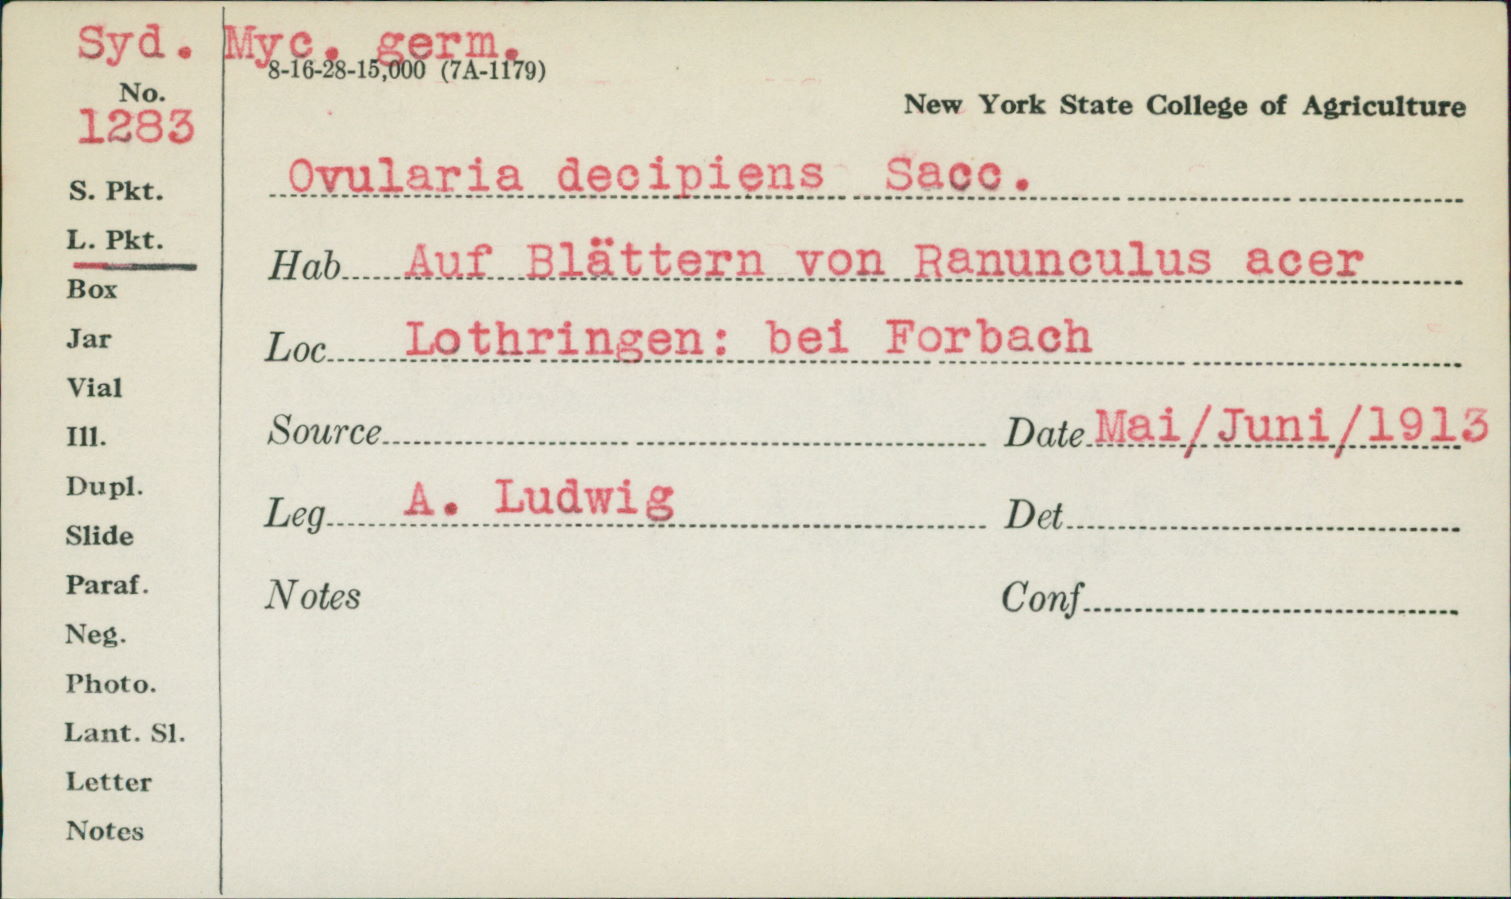 Syd. Myc. germ.
8-16-28-15,000 (7A-1179)
No.
1283
New York State College of Agriculture
Ovularia decipiens Sacc.
S. Pkt.
L. Pkt.
Hab. Auf Blättern von Ranunculus acer
Box
Jar
Loc. Lothringen: bei Forbach
Vial
Ill.
Source Date Mai/Juni/1913
Dupl.
Slide
Leg. A. Ludwig Det.
Paraf.
Notes Conf.
Neg.
Photo.
Lant. Sl.
Letter
Notes